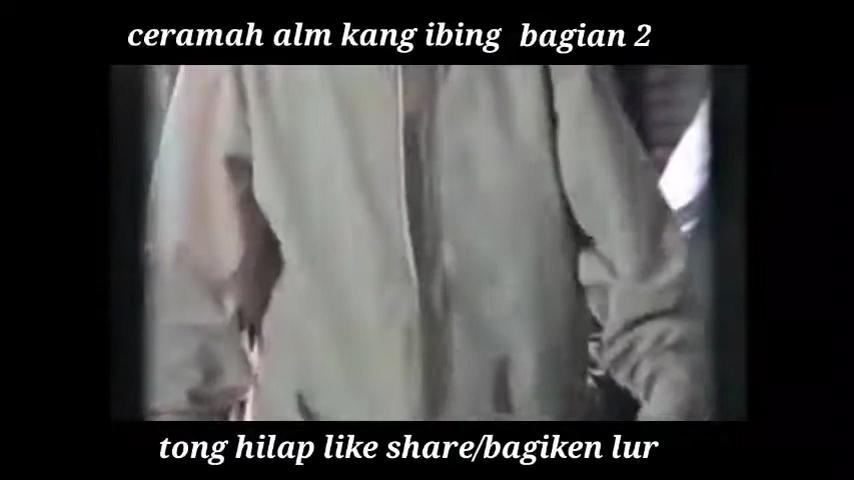 ceramah alm kang ibing bagian 2
tong hilap like share/bagiken lur